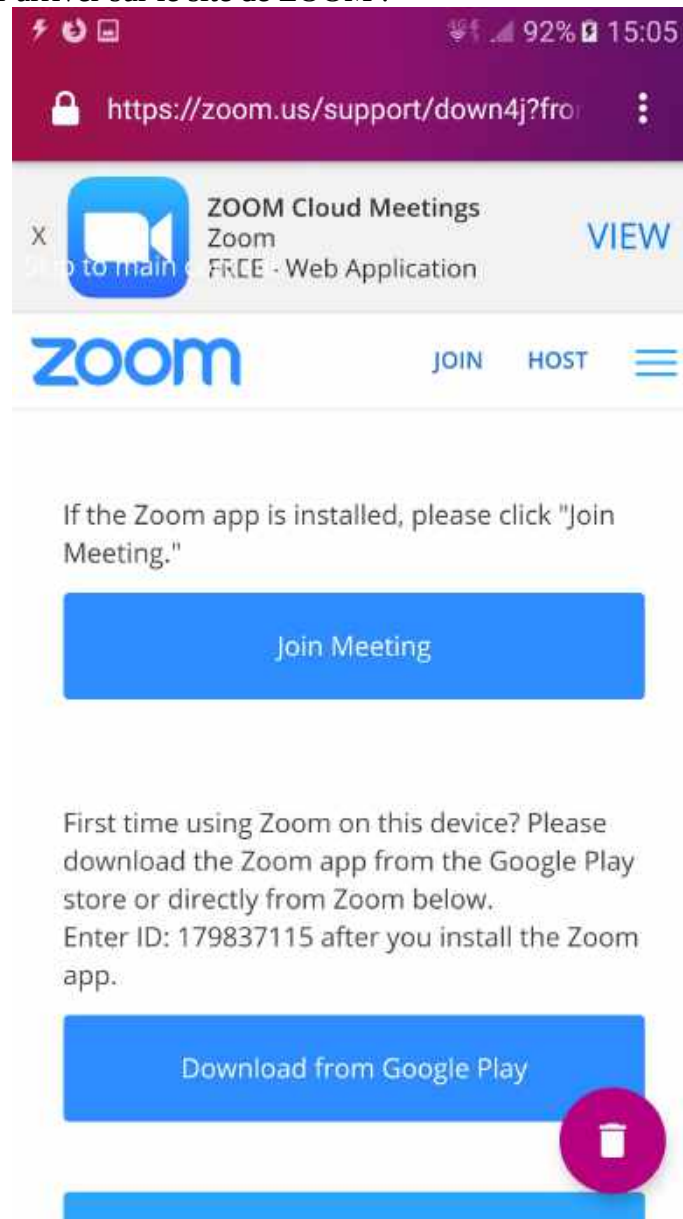 92% 15:05
https://zoom.us/support/down4j?fro
X
ZOOM Cloud Meetings
Zoom
FREE - Web Application
VIEW
to main
zoom
JOIN HOST
If the Zoom app is installed, please click "Join
Meeting."
Join Meeting
First time using Zoom on this device? Please
download the Zoom app from the Google Play
store or directly from Zoom below.
Enter ID: 179837115 after you install the Zoom
app.
Download from Google Play